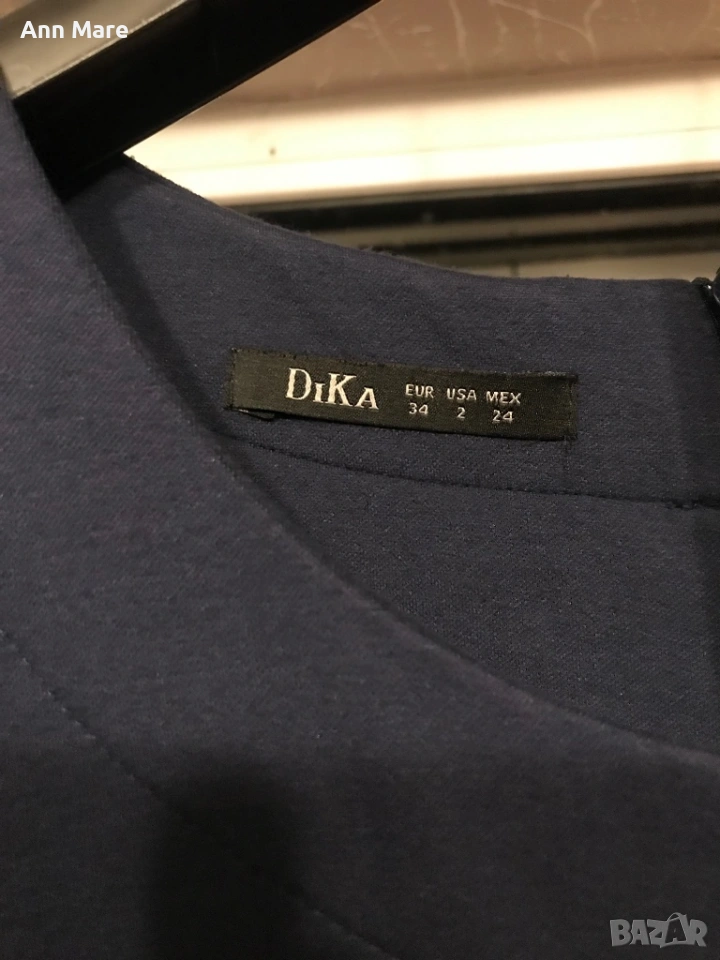 Ann Mare
DiKA
EUR USA MEX
34 2 24
BAZAR